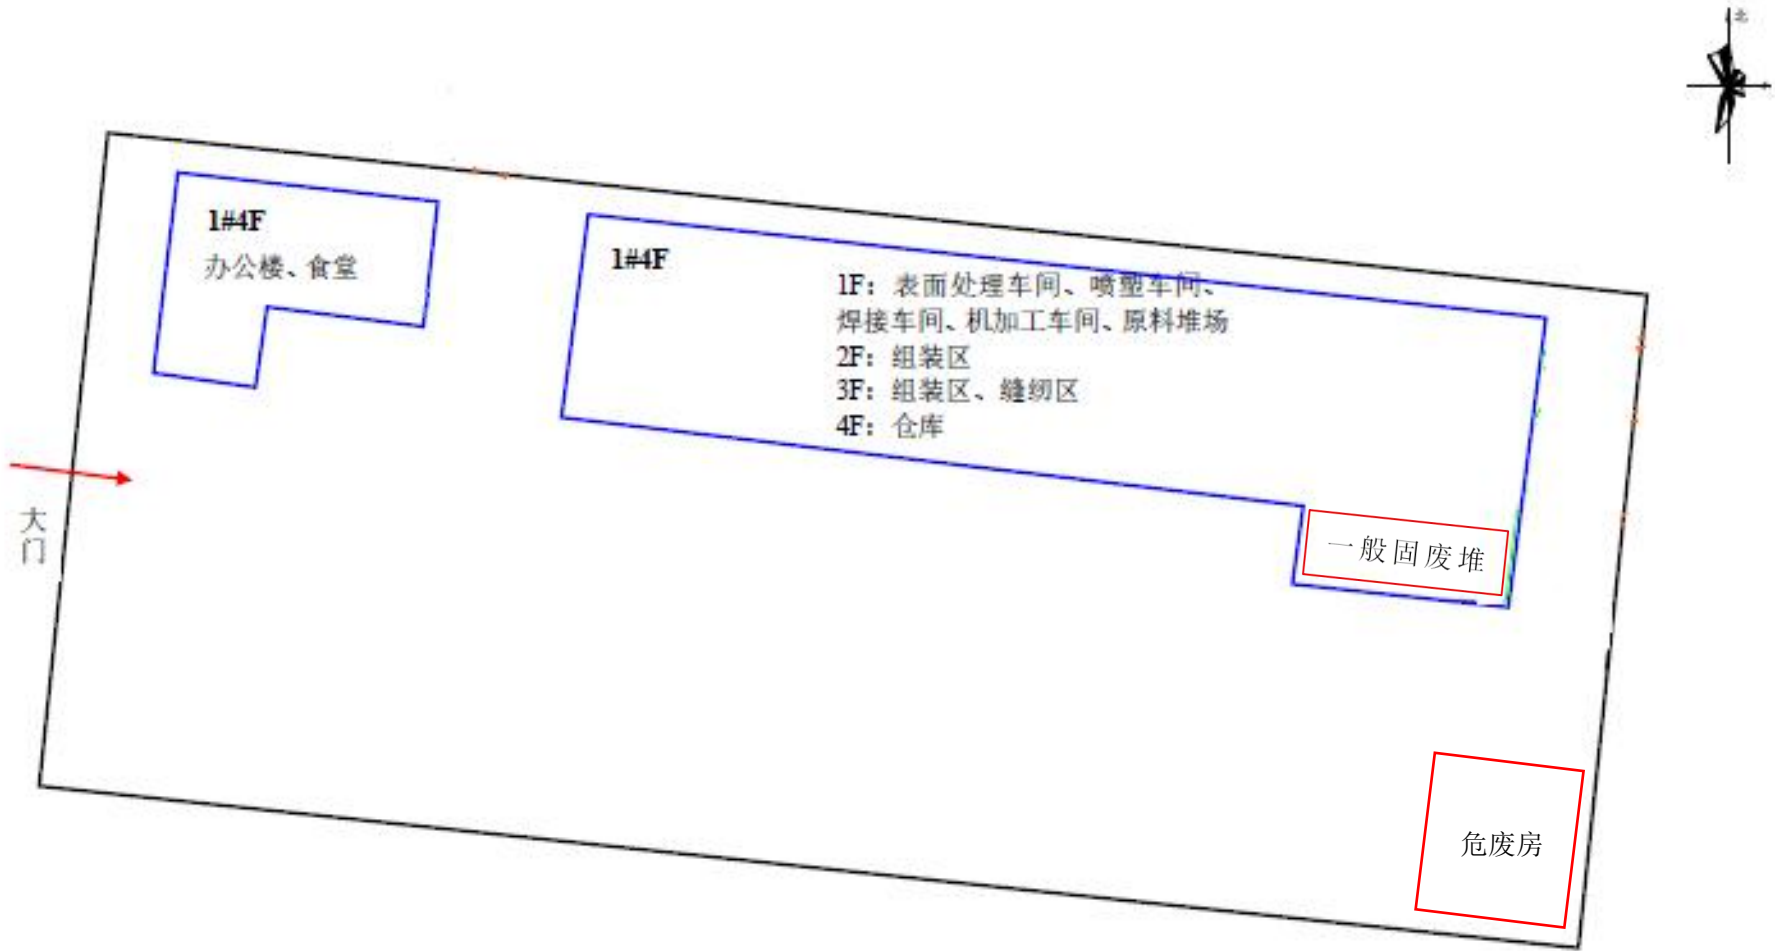 北
1#4F
办公楼、食堂
1#4F
1F：表面处理车间、喷塑车间、
焊接车间、机加工车间、原料堆场
2F：组装区
3F：组装区、缝纫区
4F：仓库
大门
一般固废堆
危废房